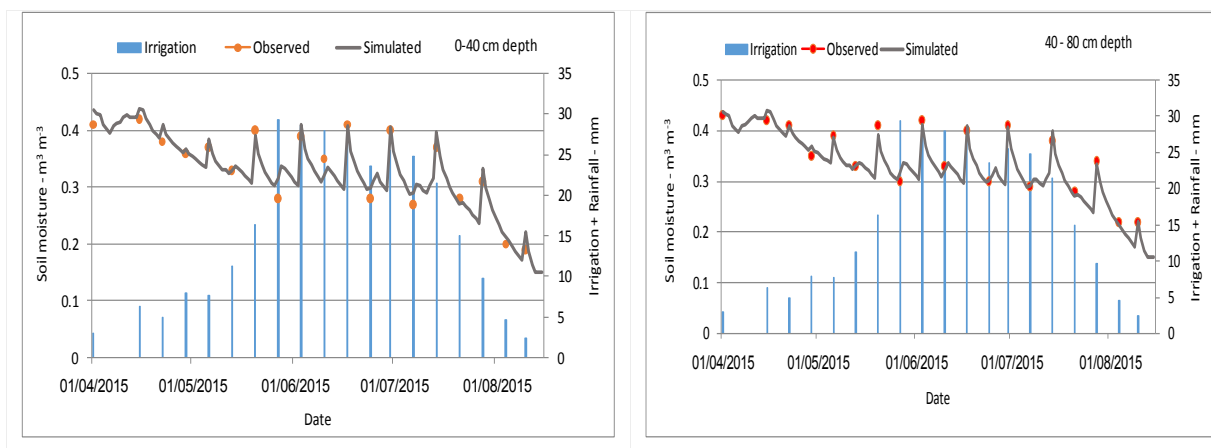 Irrigation Observed Simulated 0-40 cm depth
Soil moisture - m³ m⁻³
0.5
0.4
0.3
0.2
0.1
0
35
30
25
20
15
10
5
0
Irrigation + Rainfall - mm
01/04/2015 01/05/2015 01/06/2015 01/07/2015 01/08/2015
Date
Irrigation Observed Simulated 40 - 80 cm depth
Soil moisture - m³ m⁻³
0.5
0.4
0.3
0.2
0.1
0
35
30
25
20
15
10
5
0
Irrigation + Rainfall - mm
01/04/2015 01/05/2015 01/06/2015 01/07/2015 01/08/2015
Date